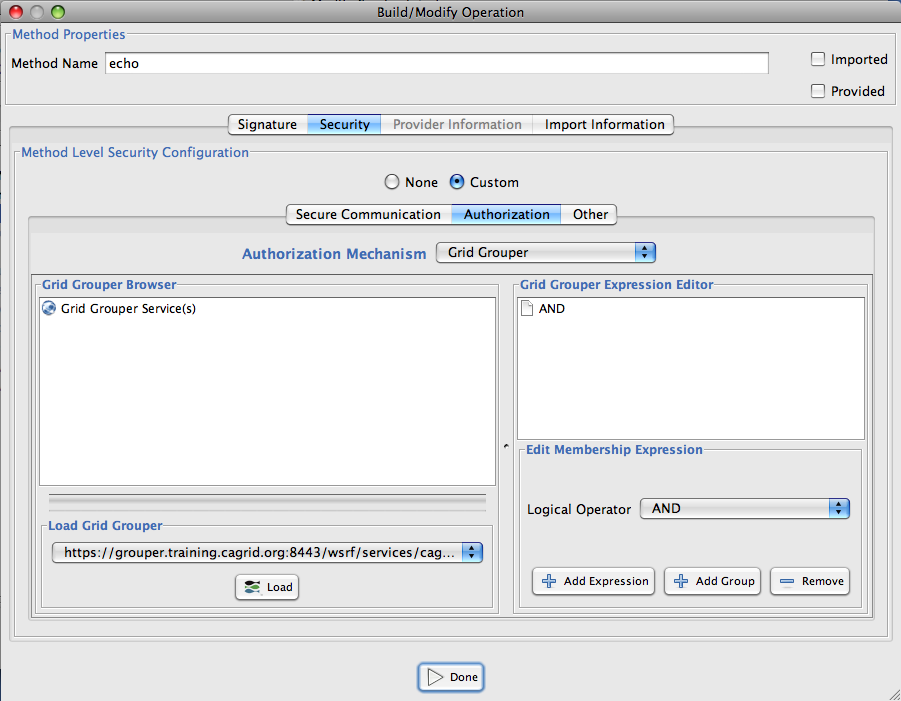 Build/Modify Operation
Method Properties
Method Name echo
Imported
Provided
Signature Security Provider Information Import Information
Method Level Security Configuration
None Custom
Secure Communication Authorization Other
Authorization Mechanism Grid Grouper
Grid Grouper Browser
Grid Grouper Service(s)
Load Grid Grouper
https://grouper.training.cagrid.org:8443/wsrf/services/cag...
Load
Grid Grouper Expression Editor
AND
Edit Membership Expression
Logical Operator AND
Add Expression Add Group Remove
Done